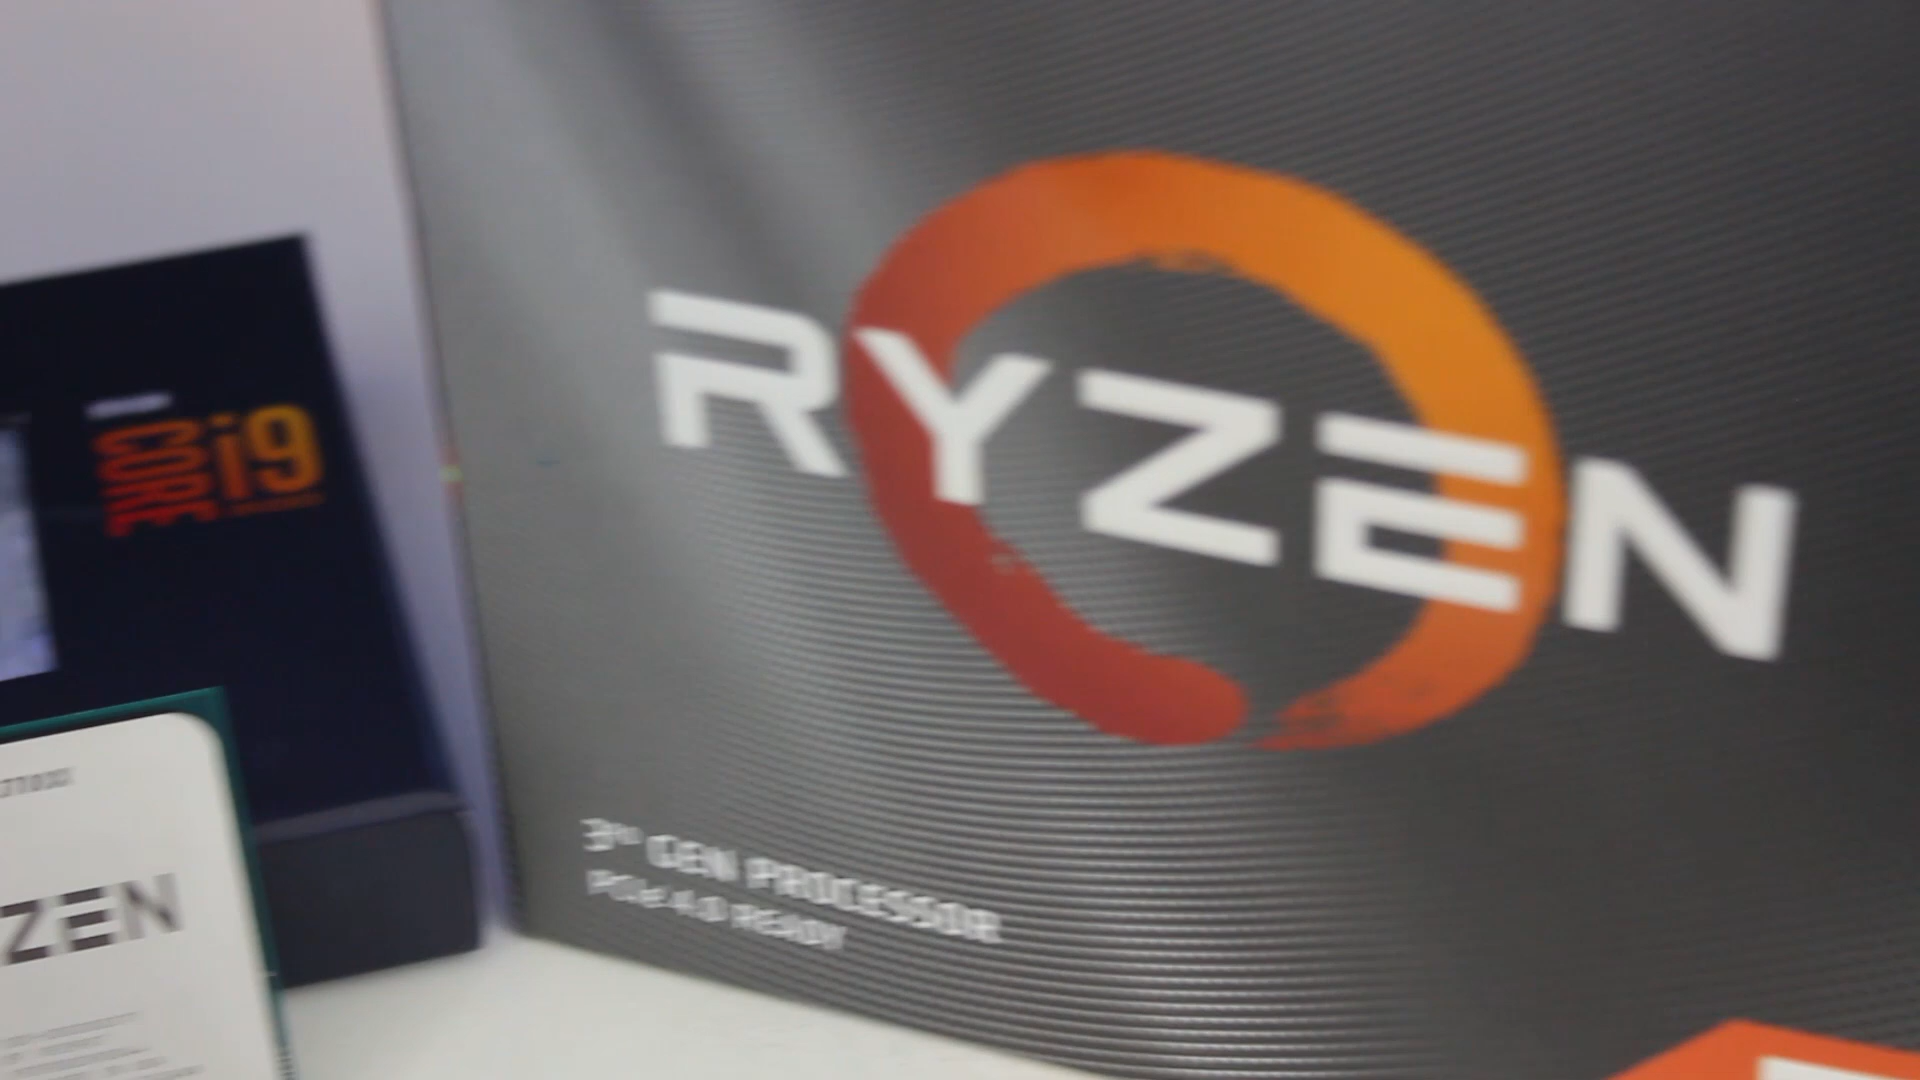 RYZEN
CORE i9
3rd GEN PROCESSOR
PCIe 4.0 READY
ZEN